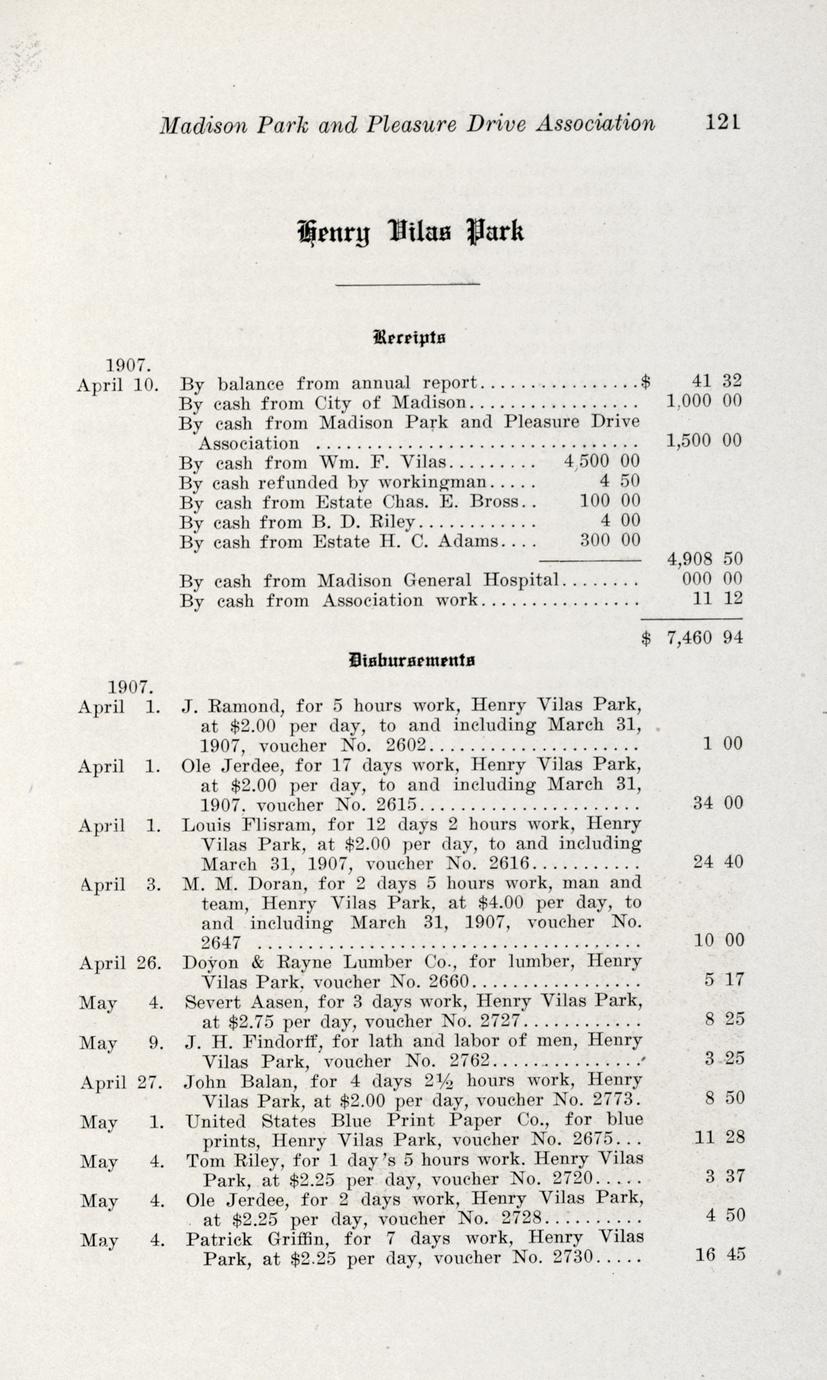 Madison Park and Pleasure Drive Association 121
Henry Vilas Park
Receipts
1907.
April 10. By balance from annual report................$ 41 32
By cash from City of Madison................. 1,000 00
By cash from Madison Park and Pleasure Drive
Association ................................ 1,500 00
By cash from Wm. F. Vilas......... 4,500 00
By cash refunded by workingman..... 4 50
By cash from Estate Chas. E. Bross.. 100 00
By cash from B. D. Riley............ 4 00
By cash from Estate H. C. Adams.... 300 00
4,908 50
By cash from Madison General Hospital........ 000 00
By cash from Association work................ 11 12
$ 7,460 94
Disbursements
1907.
April 1. J. Ramond, for 5 hours work, Henry Vilas Park,
at $2.00 per day, to and including March 31,
1907, voucher No. 2602..................... 1 00
April 1. Ole Jerdee, for 17 days work, Henry Vilas Park,
at $2.00 per day, to and including March 31,
1907. voucher No. 2615...................... 34 00
April 1. Louis Flisram, for 12 days 2 hours work, Henry
Vilas Park, at $2.00 per day, to and including
March 31, 1907, voucher No. 2616........... 24 40
April 3. M. M. Doran, for 2 days 5 hours work, man and
team, Henry Vilas Park, at $4.00 per day, to
and including March 31, 1907, voucher No.
2647 ...................................... 10 00
April 26. Doyon & Rayne Lumber Co., for lumber, Henry
Vilas Park, voucher No. 2660................. 5 17
May 4. Severt Aasen, for 3 days work, Henry Vilas Park,
at $2.75 per day, voucher No. 2727............ 8 25
May 9. J. H. Findorff, for lath and labor of men, Henry
Vilas Park, voucher No. 2762............... 3 25
April 27. John Balan, for 4 days 2½ hours work, Henry
Vilas Park, at $2.00 per day, voucher No. 2773. 8 50
May 1. United States Blue Print Paper Co., for blue
prints, Henry Vilas Park, voucher No. 2675... 11 28
May 4. Tom Riley, for 1 day's 5 hours work. Henry Vilas
Park, at $2.25 per day, voucher No. 2720..... 3 37
May 4. Ole Jerdee, for 2 days work, Henry Vilas Park,
at $2.25 per day, voucher No. 2728.......... 4 50
May 4. Patrick Griffin, for 7 days work, Henry Vilas
Park, at $2.25 per day, voucher No. 2730..... 16 45